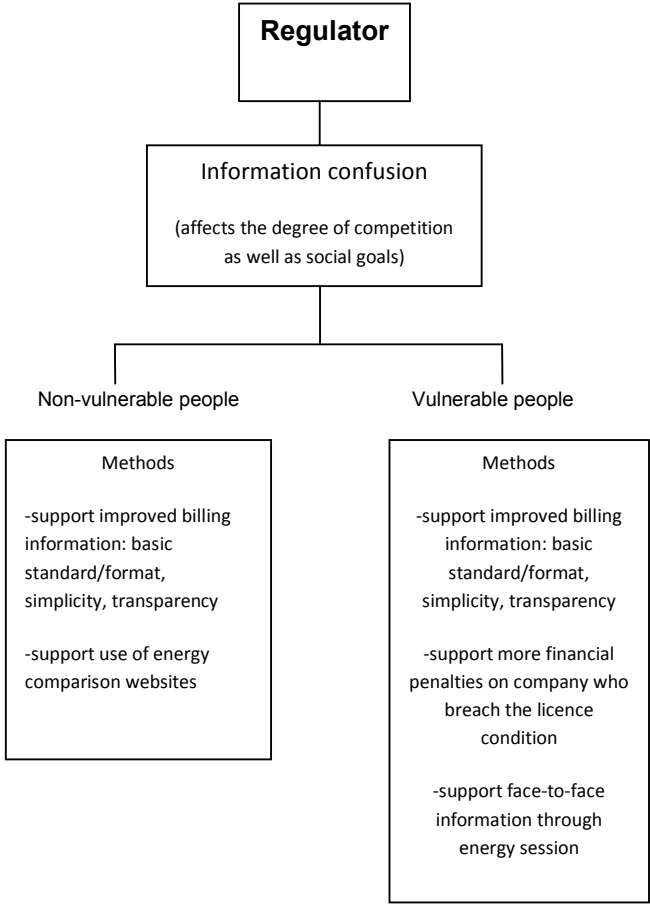 Regulator
Information confusion
(affects the degree of competition
as well as social goals)
Non-vulnerable people
Vulnerable people
Methods
-support improved billing
information: basic
standard/format,
simplicity, transparency
-support use of energy
comparison websites
Methods
-support improved billing
information: basic
standard/format,
simplicity, transparency
-support more financial
penalties on company who
breach the licence
condition
-support face-to-face
information through
energy session